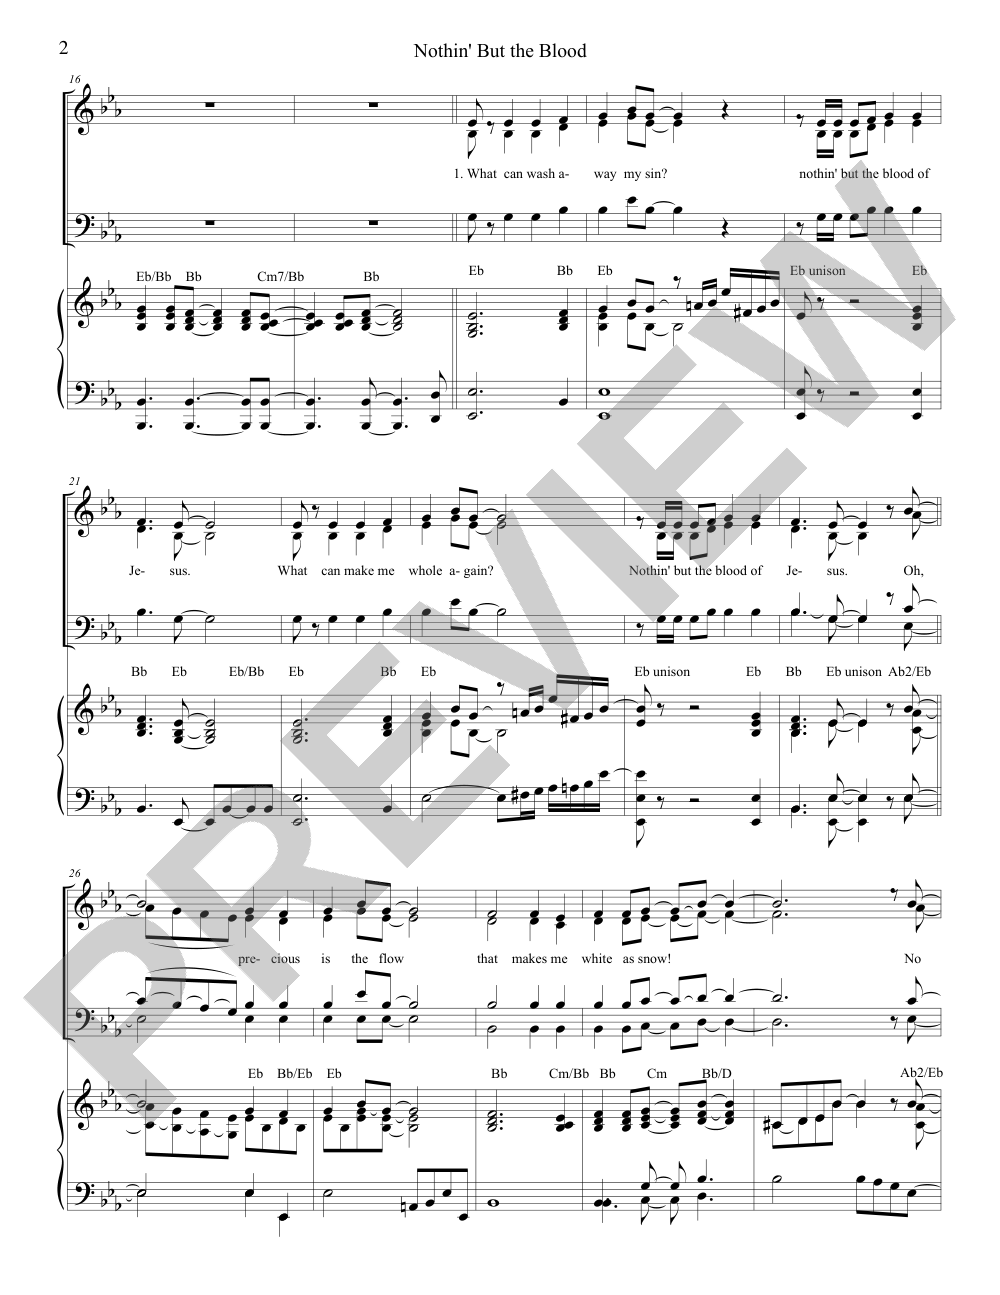 2
Nothin' But the Blood
16
1. What can wash a- way my sin? nothin' but the blood of
Eb/Bb Bb Cm7/Bb Bb Eb Bb Eb Eb unison Eb
21
Je- sus. What can make me whole a- gain? Nothin' but the blood of Je- sus. Oh,
Bb Eb Eb/Bb Eb Bb Eb Eb unison Eb Bb Eb unison Ab2/Eb
26
pre- cious is the flow that makes me white as snow! No
Eb Bb/Eb Eb Bb Cm/Bb Bb Cm Bb/D Ab2/Eb
PREVIEW